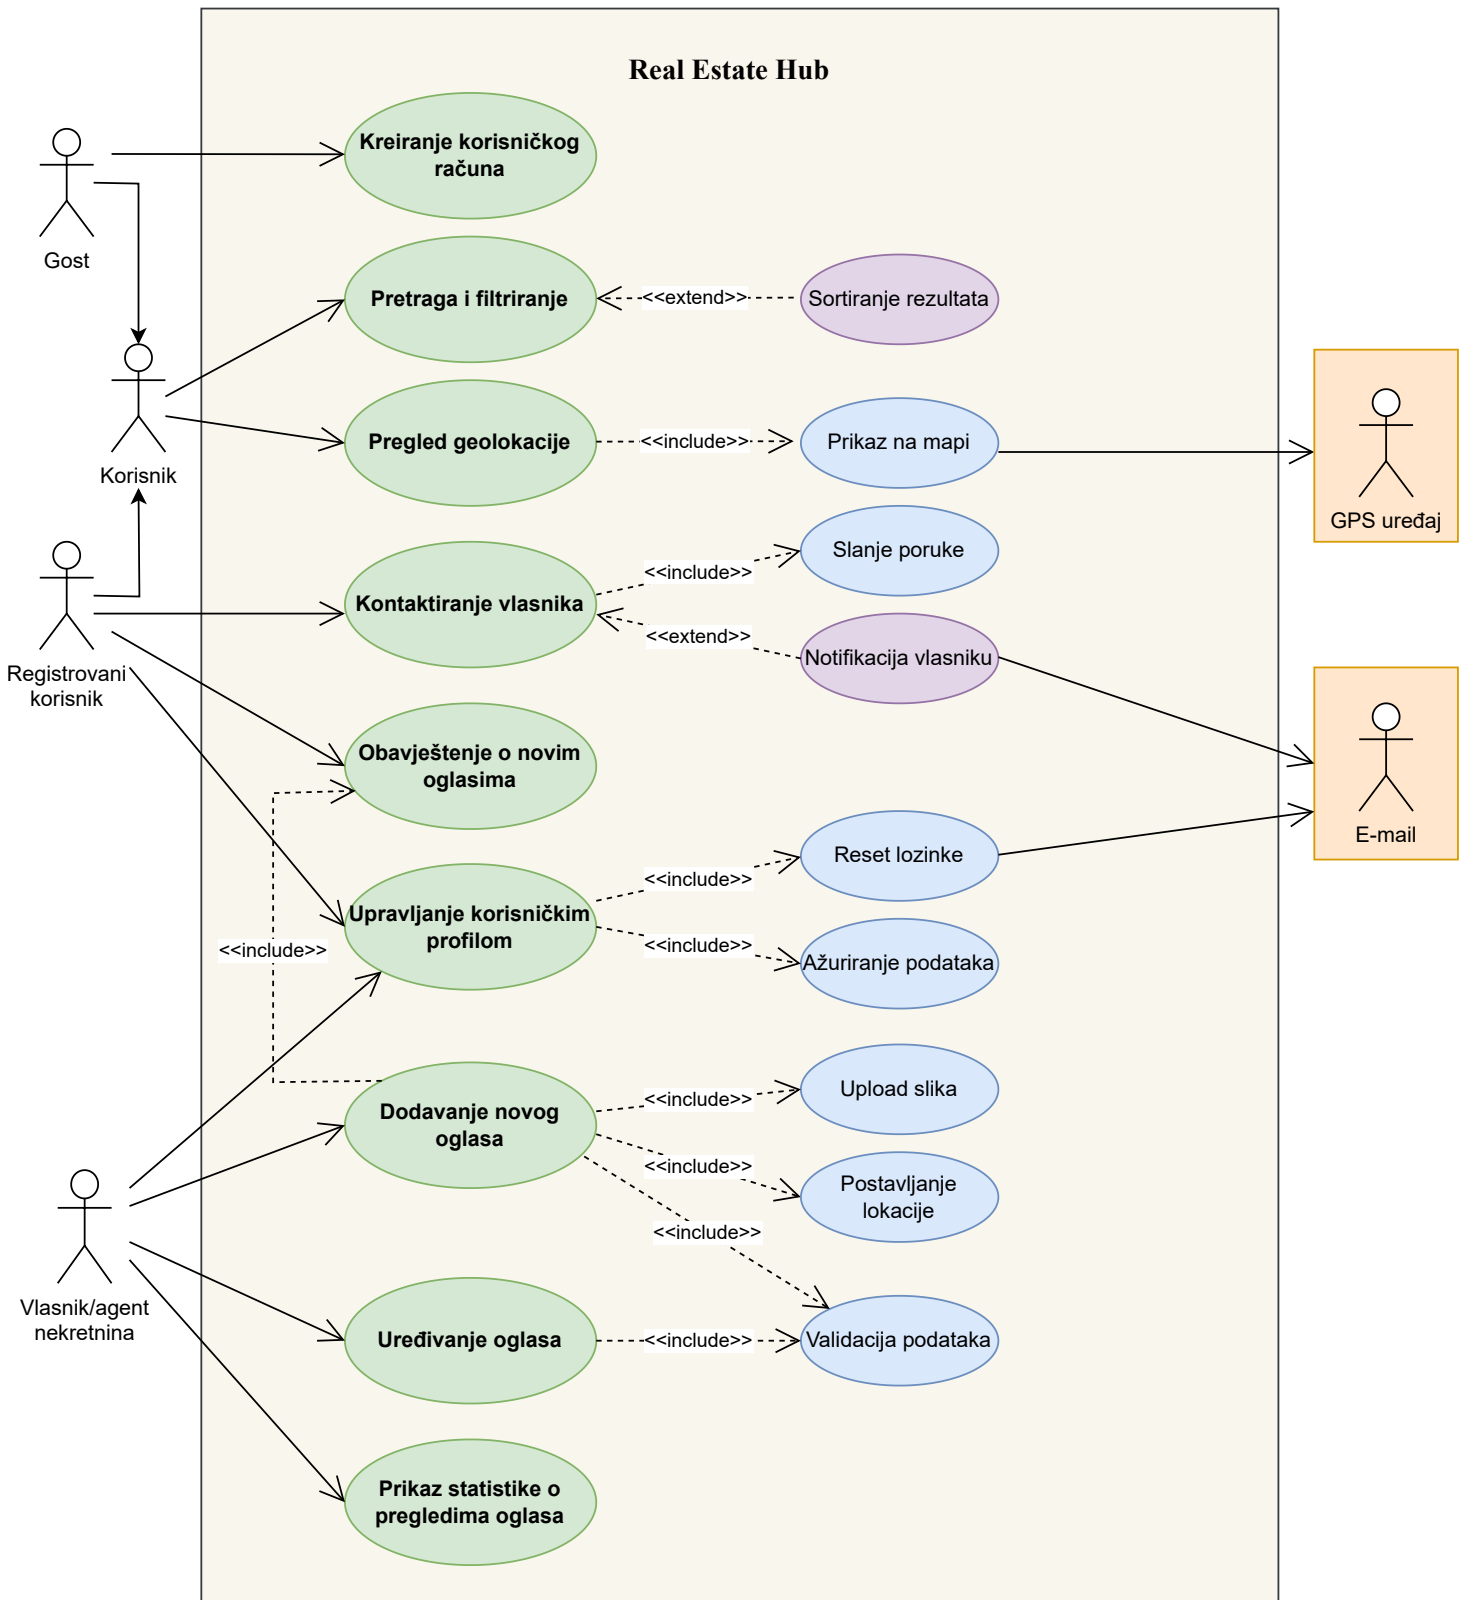 Real Estate Hub
Kreiranje korisničkog
računa
Gost
Pretraga i filtriranje
<<extend>>
Sortiranje rezultata
Korisnik
Pregled geolokacije
<<include>>
Prikaz na mapi
GPS uređaj
Registrovani
korisnik
Kontaktiranje vlasnika
<<include>>
Slanje poruke
<<extend>>
Notifikacija vlasniku
Obavještenje o novim
oglasima
E-mail
<<include>>
Upravljanje korisničkim
profilom
<<include>>
Reset lozinke
<<include>>
Ažuriranje podataka
Dodavanje novog
oglasa
<<include>>
Upload slika
<<include>>
Postavljanje
lokacije
<<include>>
Vlasnik/agent
nekretnina
Uređivanje oglasa
<<include>>
Validacija podataka
Prikaz statistike o
pregledima oglasa